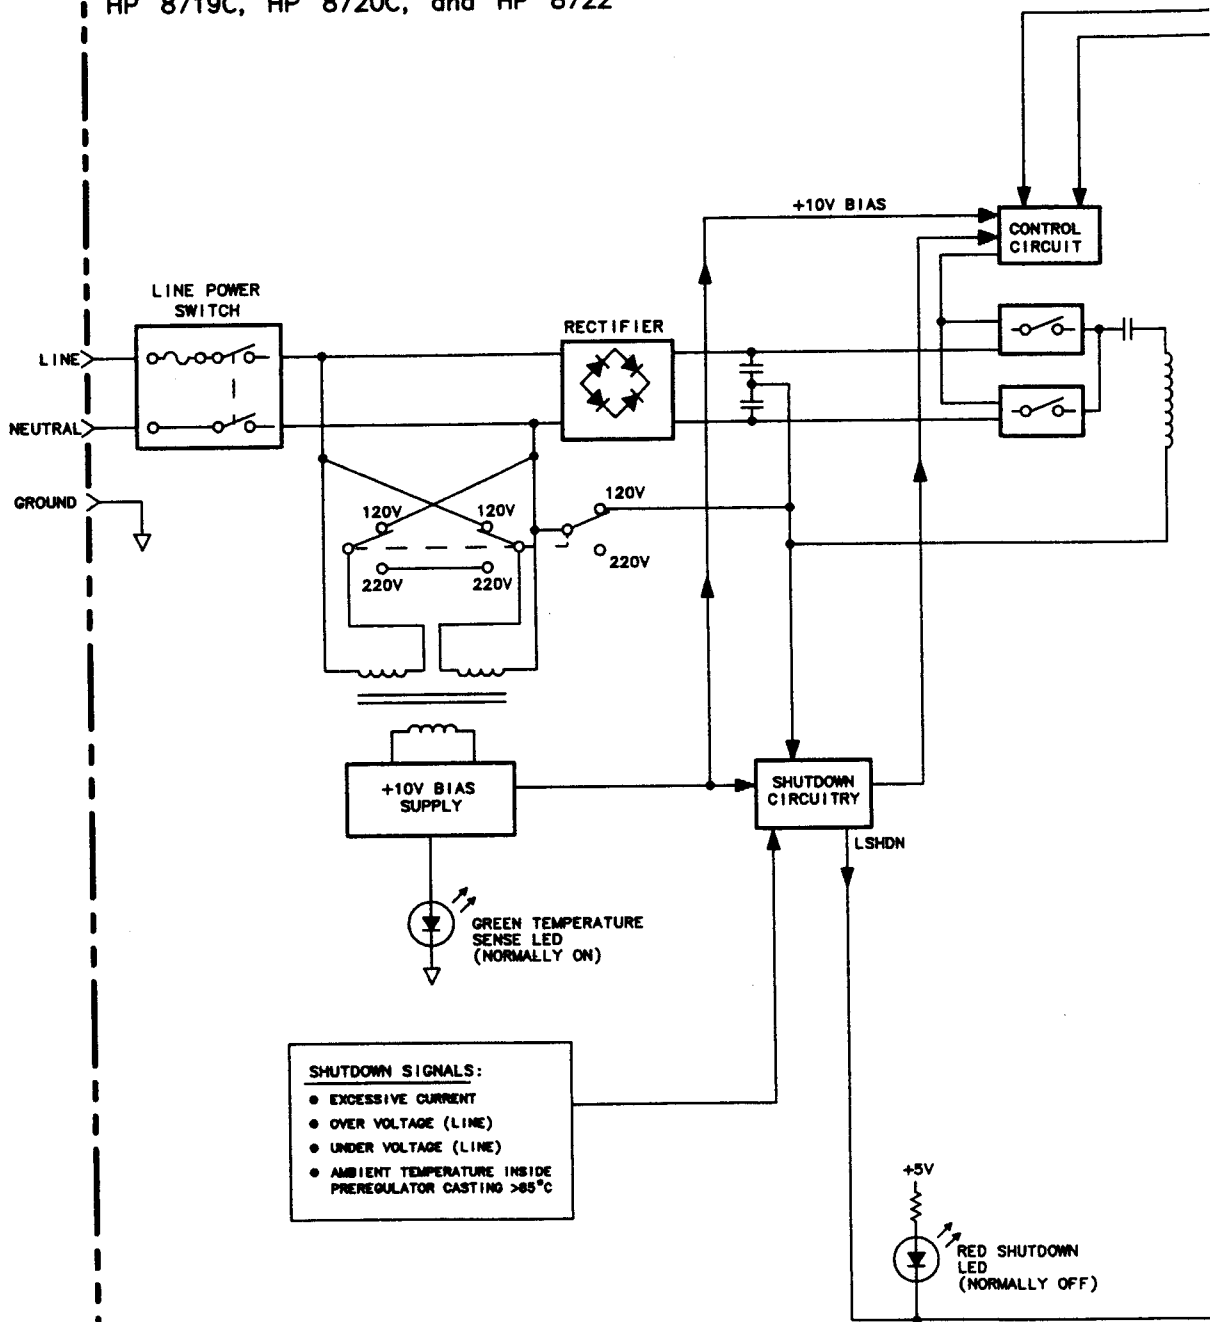 HP 8719C, HP 8720C, and HP 8722
+10V BIAS
CONTROL
CIRCUIT
LINE POWER
SWITCH
RECTIFIER
LINE
NEUTRAL
GROUND
120V
120V
120V
220V
220V
220V
+10V BIAS
SUPPLY
SHUTDOWN
CIRCUITRY
LSHDN
GREEN TEMPERATURE
SENSE LED
(NORMALLY ON)
SHUTDOWN SIGNALS:
● EXCESSIVE CURRENT
● OVER VOLTAGE (LINE)
● UNDER VOLTAGE (LINE)
● AMBIENT TEMPERATURE INSIDE
PREREGULATOR CASTING >85°C
+5V
RED SHUTDOWN
LED
(NORMALLY OFF)